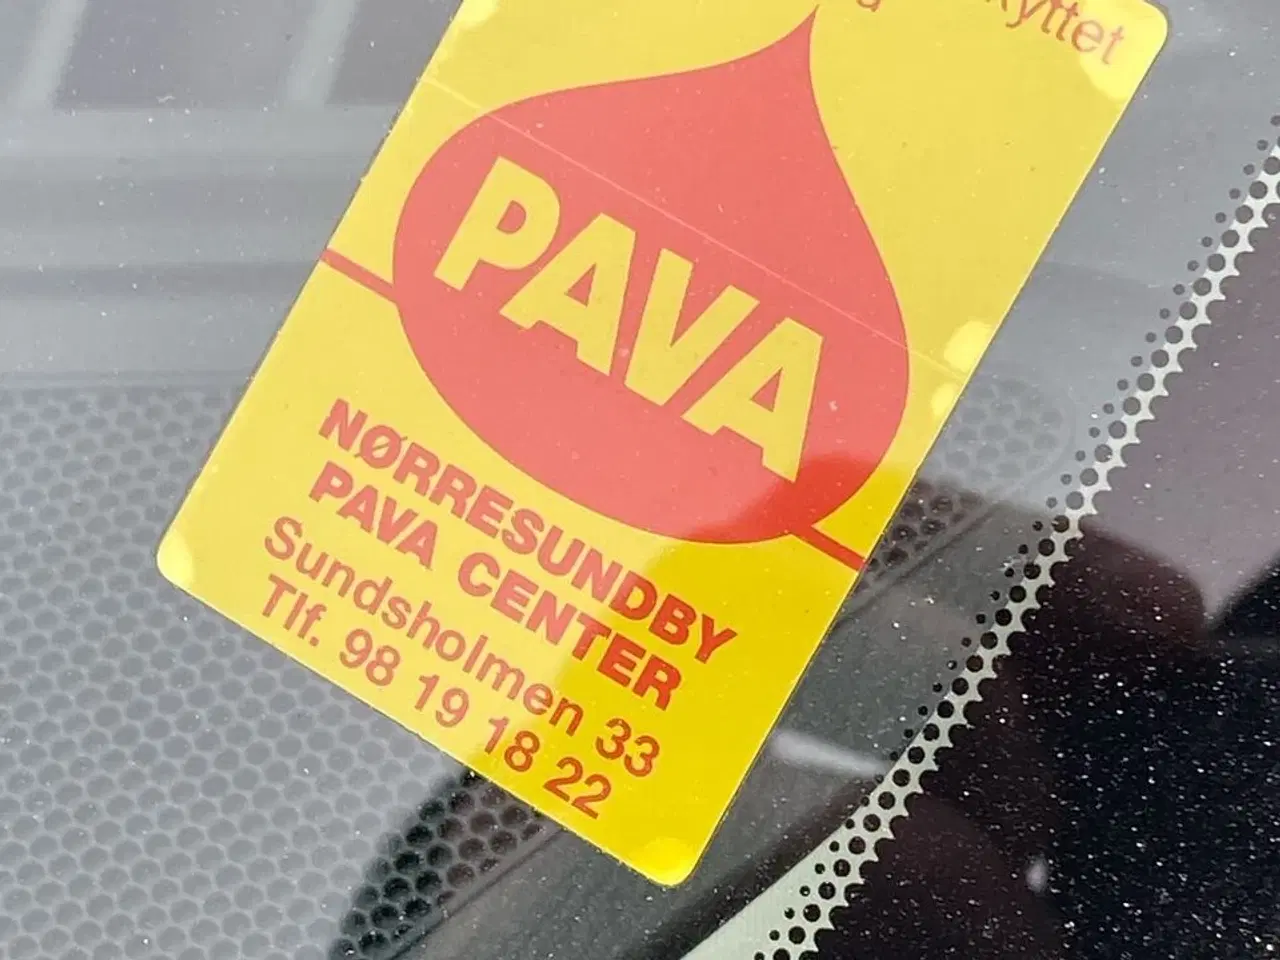 PAVA
NØRRESUNDBY
PAVA CENTER
Sundsholmen 33
Tlf. 98 19 18 22